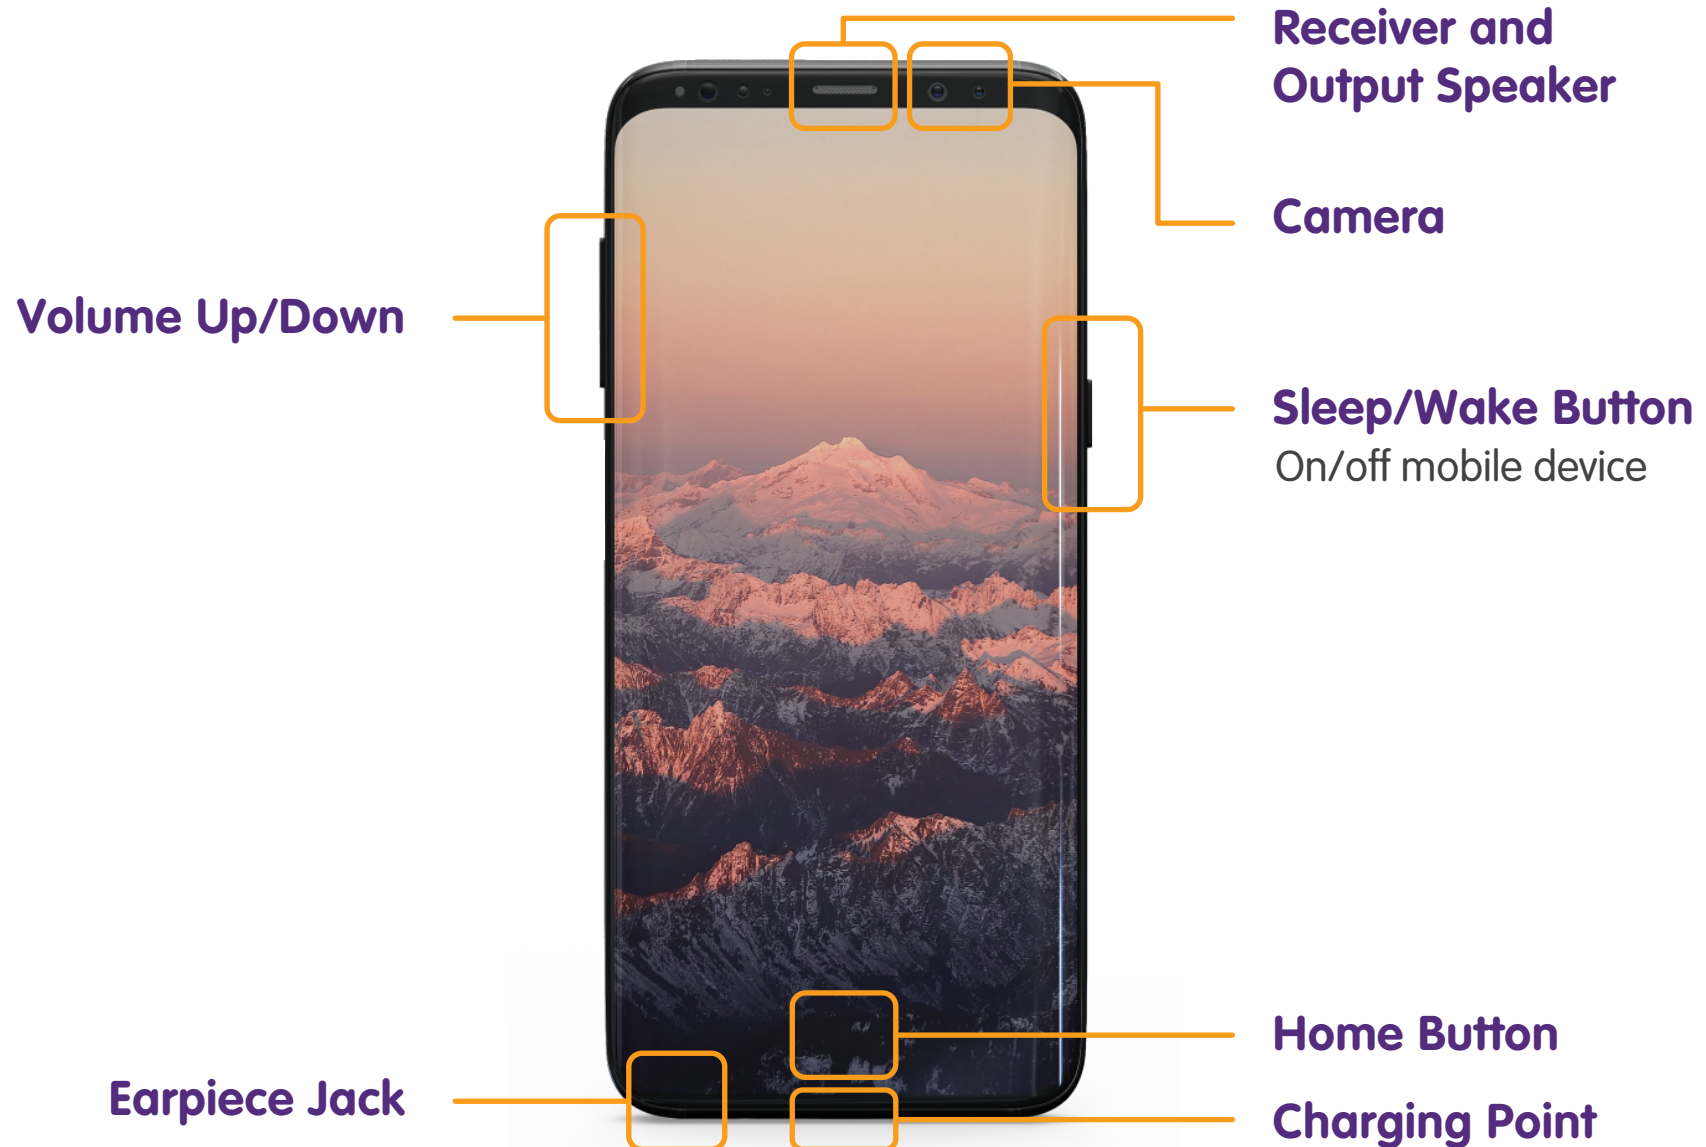 Receiver and
Output Speaker
Camera
Volume Up/Down
Sleep/Wake Button
On/off mobile device
Home Button
Earpiece Jack
Charging Point